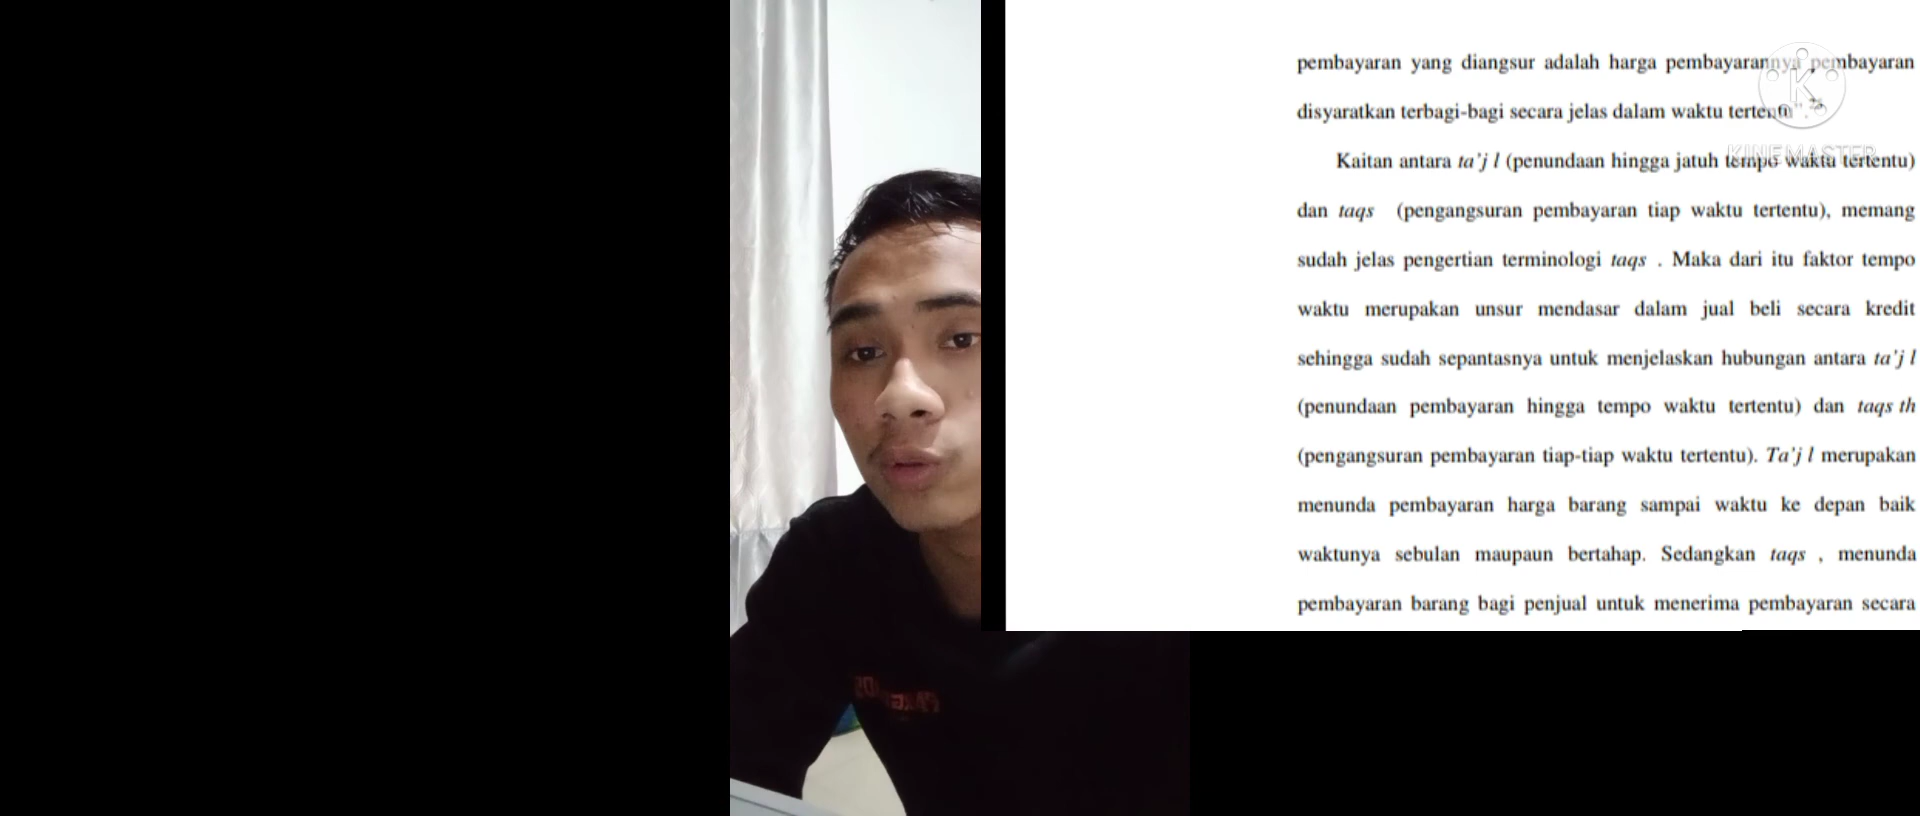 pembayaran yang diangsur adalah harga pembayarannya pembayaran
disyaratkan terbagi-bagi secara jelas dalam waktu tertentu".
Kaitan antara ta'j l (penundaan hingga jatuh tempo waktu tertentu)
dan taqs (pengangsuran pembayaran tiap waktu tertentu), memang
sudah jelas pengertian terminologi taqs . Maka dari itu faktor tempo
waktu merupakan unsur mendasar dalam jual beli secara kredit
sehingga sudah sepantasnya untuk menjelaskan hubungan antara ta'j l
(penundaan pembayaran hingga tempo waktu tertentu) dan taqs th
(pengangsuran pembayaran tiap-tiap waktu tertentu). Ta'j l merupakan
menunda pembayaran harga barang sampai waktu ke depan baik
waktunya sebulan maupaun bertahap. Sedangkan taqs , menunda
pembayaran barang bagi penjual untuk menerima pembayaran secara
K
KINEMASTER